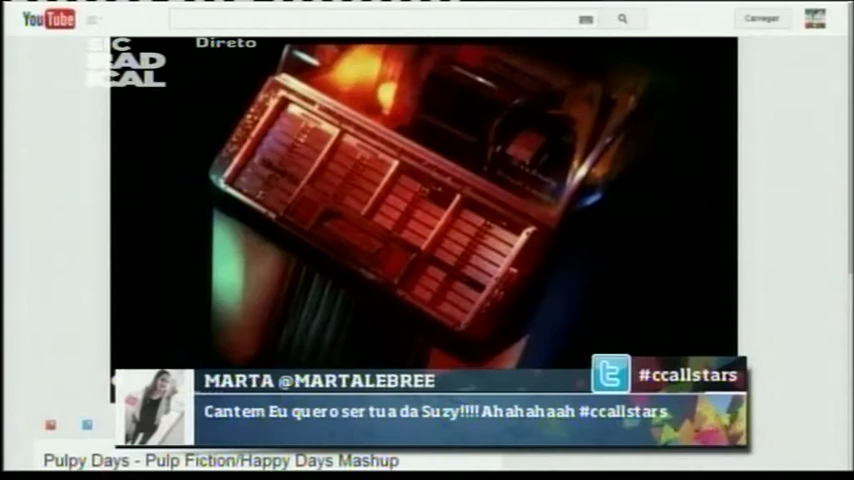 YouTube
Carregar
SIC
RADICAL
Direto
MARTA @MARTALEBREE
#ccallstars
Cantem Eu quero ser tua da Suzy!!!! Ahahahaah #ccallstars
Pulpy Days - Pulp Fiction/Happy Days Mashup